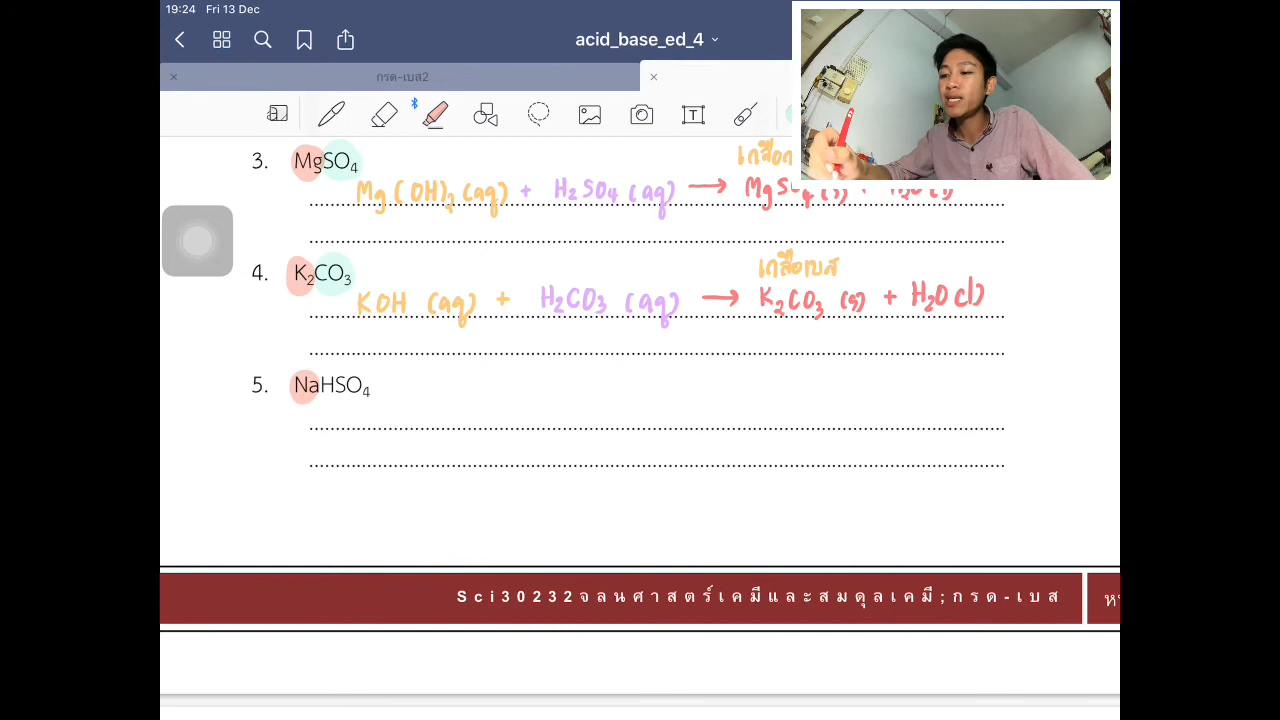 19:24 Fri 13 Dec
acid_base_ed_4
กรด-เบส2
3. MgSO₄
Mg(OH)₂ (aq) + H₂SO₄ (aq) → MgSO₄
4. K₂CO₃
เกลือเบส
KOH (aq) + H₂CO₃ (aq) → K₂CO₃ (s) + H₂O (l)
5. NaHSO₄
Sci30232จลนศาสตร์เคมีและสมดุลเคมี;กรด-เบส